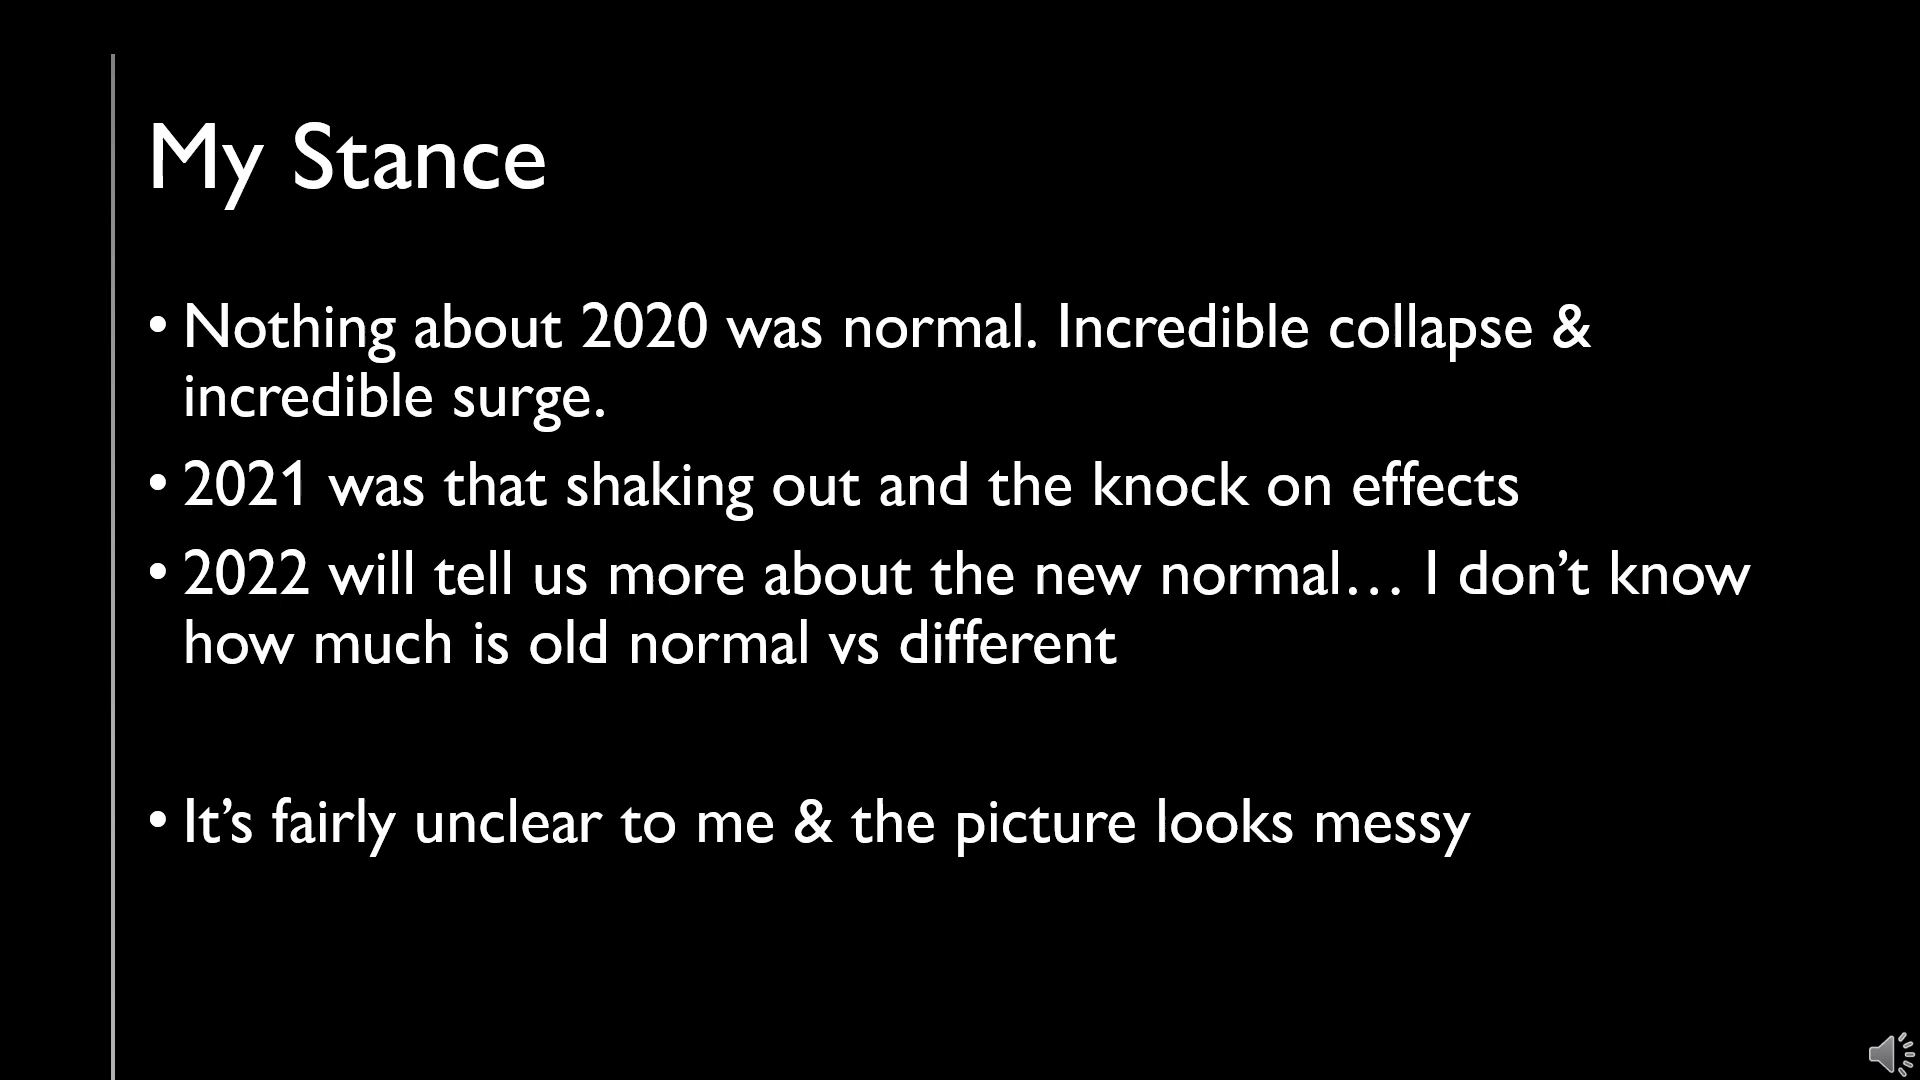 My Stance
• Nothing about 2020 was normal. Incredible collapse &
incredible surge.
• 2021 was that shaking out and the knock on effects
• 2022 will tell us more about the new normal… I don’t know
how much is old normal vs different
• It’s fairly unclear to me & the picture looks messy